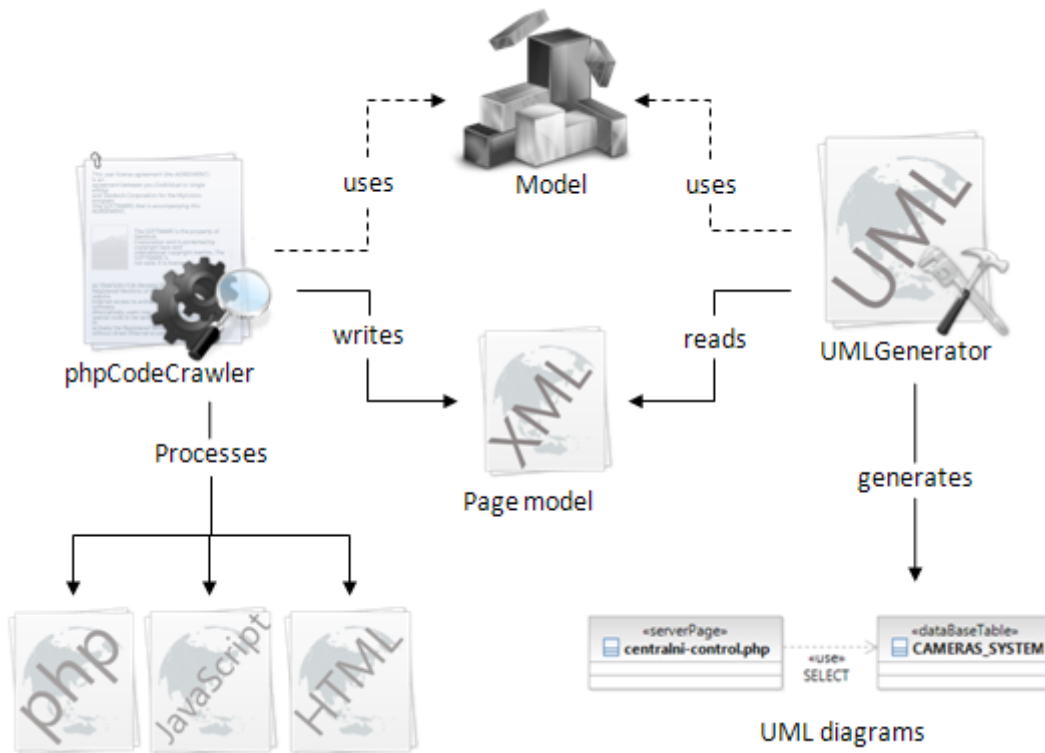 Model
uses
uses
UML
phpCodeCrawler
writes
reads
UMLGenerator
XML
Page model
Processes
generates
php
JavaScript
HTML
«serverPage»
centralni-control.php
«use»
SELECT
«dataBaseTable»
CAMERAS_SYSTEM
UML diagrams